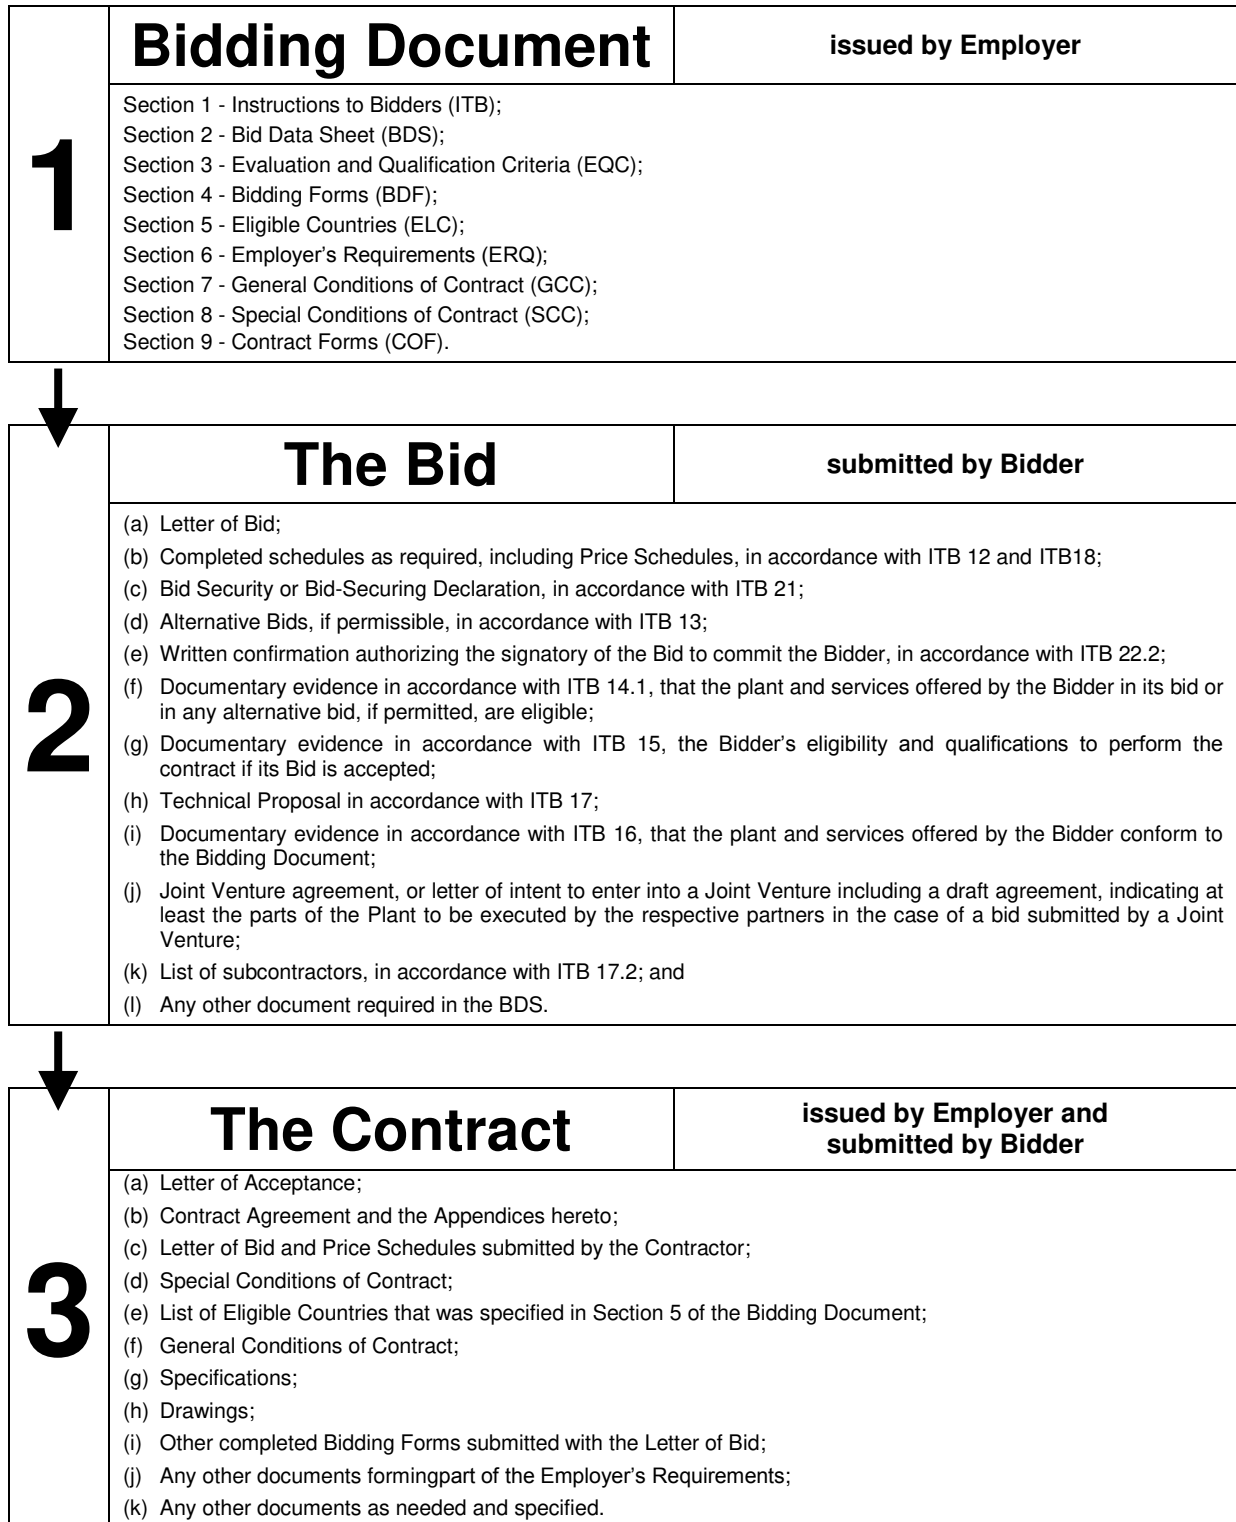 1
Bidding Document
issued by Employer
Section 1 - Instructions to Bidders (ITB);
Section 2 - Bid Data Sheet (BDS);
Section 3 - Evaluation and Qualification Criteria (EQC);
Section 4 - Bidding Forms (BDF);
Section 5 - Eligible Countries (ELC);
Section 6 - Employer’s Requirements (ERQ);
Section 7 - General Conditions of Contract (GCC);
Section 8 - Special Conditions of Contract (SCC);
Section 9 - Contract Forms (COF).
2
The Bid
submitted by Bidder
(a) Letter of Bid;
(b) Completed schedules as required, including Price Schedules, in accordance with ITB 12 and ITB18;
(c) Bid Security or Bid-Securing Declaration, in accordance with ITB 21;
(d) Alternative Bids, if permissible, in accordance with ITB 13;
(e) Written confirmation authorizing the signatory of the Bid to commit the Bidder, in accordance with ITB 22.2;
(f) Documentary evidence in accordance with ITB 14.1, that the plant and services offered by the Bidder in its bid or
in any alternative bid, if permitted, are eligible;
(g) Documentary evidence in accordance with ITB 15, the Bidder’s eligibility and qualifications to perform the
contract if its Bid is accepted;
(h) Technical Proposal in accordance with ITB 17;
(i) Documentary evidence in accordance with ITB 16, that the plant and services offered by the Bidder conform to
the Bidding Document;
(j) Joint Venture agreement, or letter of intent to enter into a Joint Venture including a draft agreement, indicating at
least the parts of the Plant to be executed by the respective partners in the case of a bid submitted by a Joint
Venture;
(k) List of subcontractors, in accordance with ITB 17.2; and
(l) Any other document required in the BDS.
3
The Contract
issued by Employer and
submitted by Bidder
(a) Letter of Acceptance;
(b) Contract Agreement and the Appendices hereto;
(c) Letter of Bid and Price Schedules submitted by the Contractor;
(d) Special Conditions of Contract;
(e) List of Eligible Countries that was specified in Section 5 of the Bidding Document;
(f) General Conditions of Contract;
(g) Specifications;
(h) Drawings;
(i) Other completed Bidding Forms submitted with the Letter of Bid;
(j) Any other documents formingpart of the Employer’s Requirements;
(k) Any other documents as needed and specified.